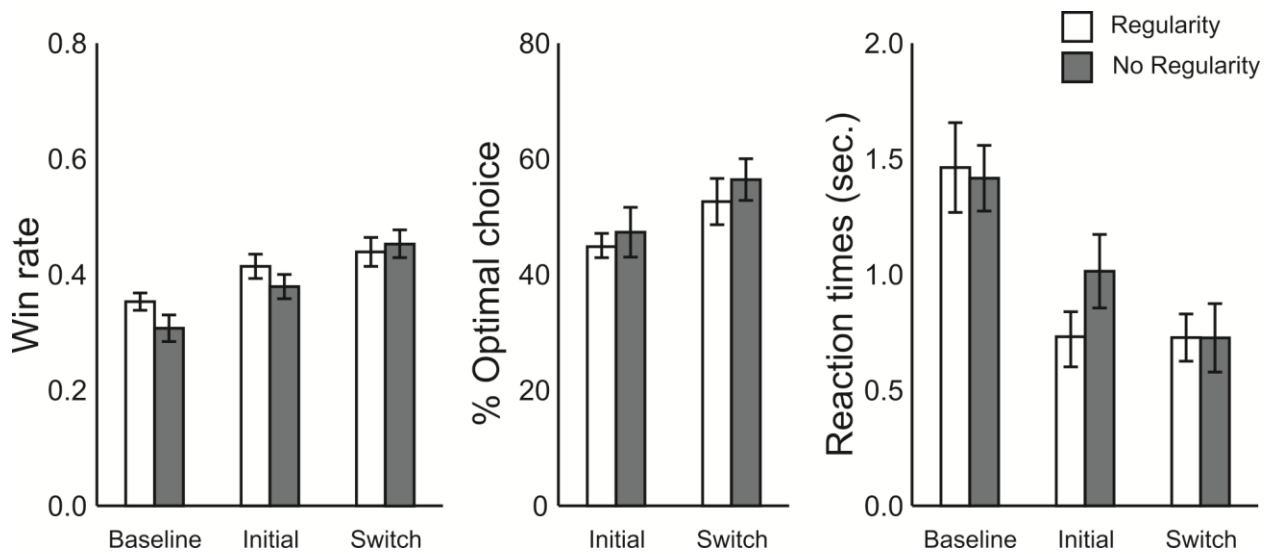 Regularity
No Regularity
Win rate
0.8
0.6
0.4
0.2
0.0
Baseline Initial Switch
% Optimal choice
80
60
40
20
0
Initial Switch
Reaction times (sec.)
2.0
1.5
1.0
0.5
0.0
Baseline Initial Switch